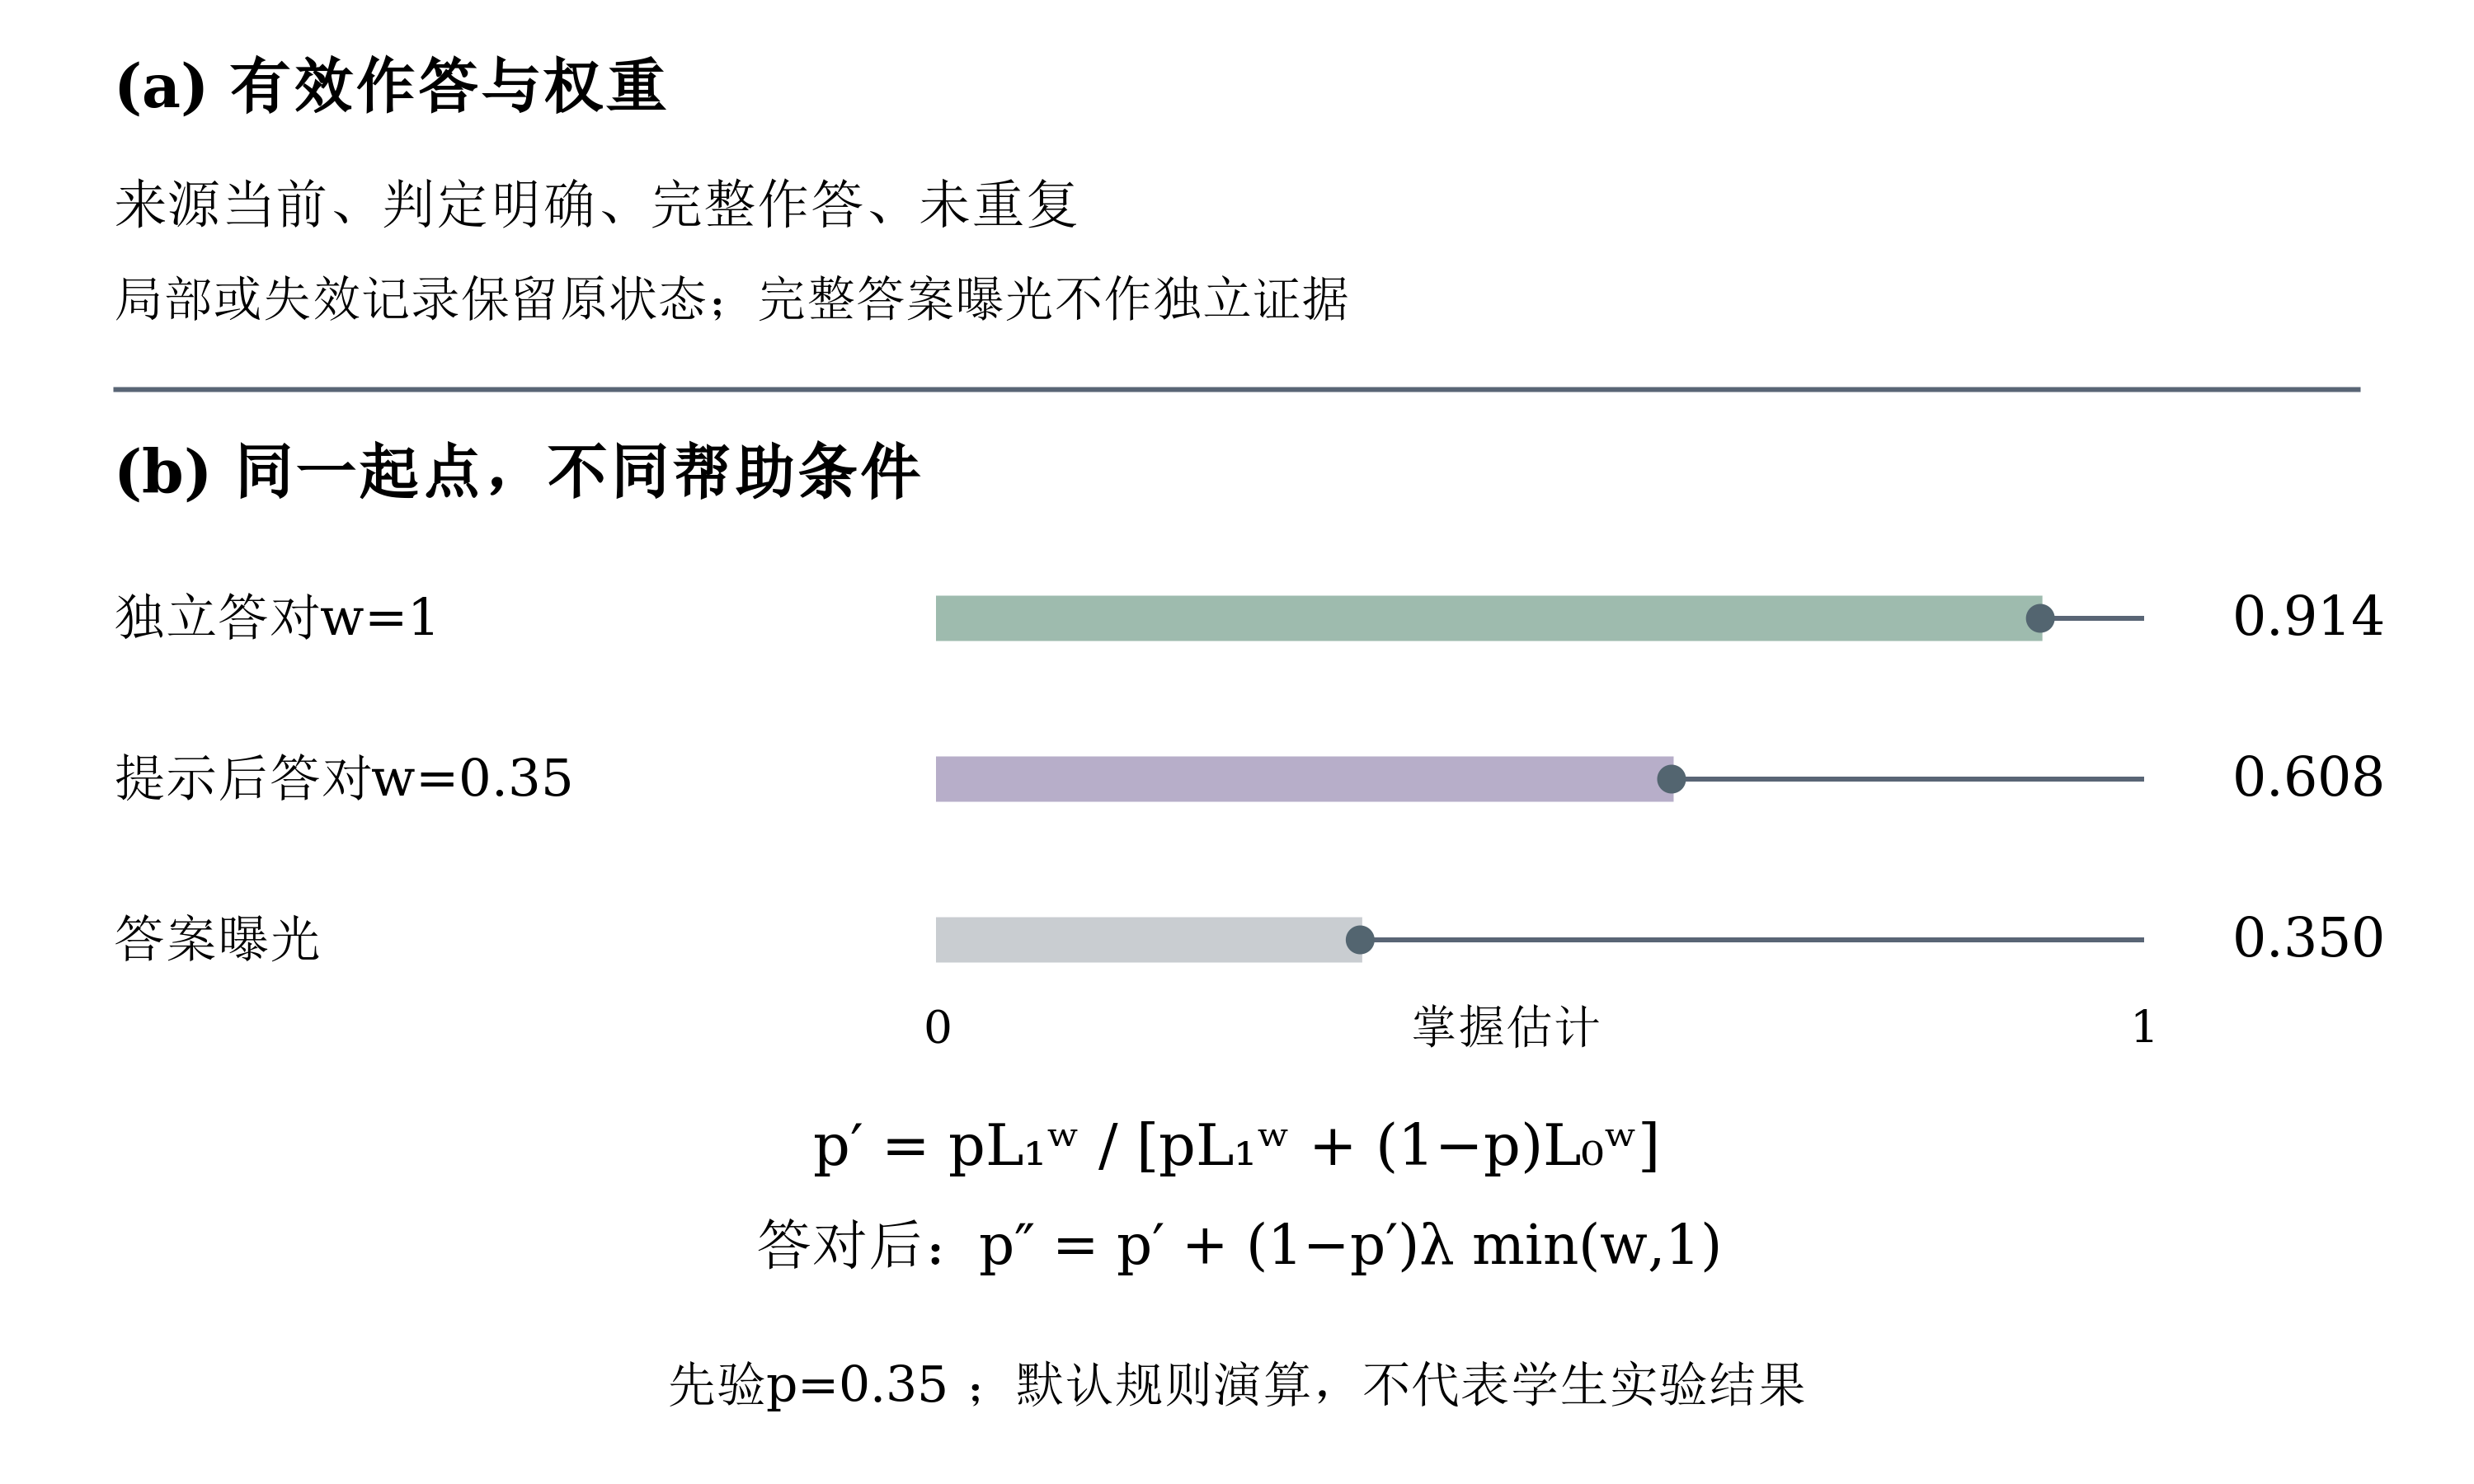 (a) 有效作答与权重
来源当前、判定明确、完整作答、未重复
局部或失效记录保留原状态；完整答案曝光不作独立证据
(b) 同一起点，不同帮助条件
独立答对w=1 0.914
提示后答对w=0.35 0.608
答案曝光 0.350
0 掌握估计 1
p′ = pL₁ʷ / [pL₁ʷ + (1−p)L₀ʷ]
答对后：p″ = p′ + (1−p′)λ min(w,1)
先验p=0.35；默认规则演算，不代表学生实验结果